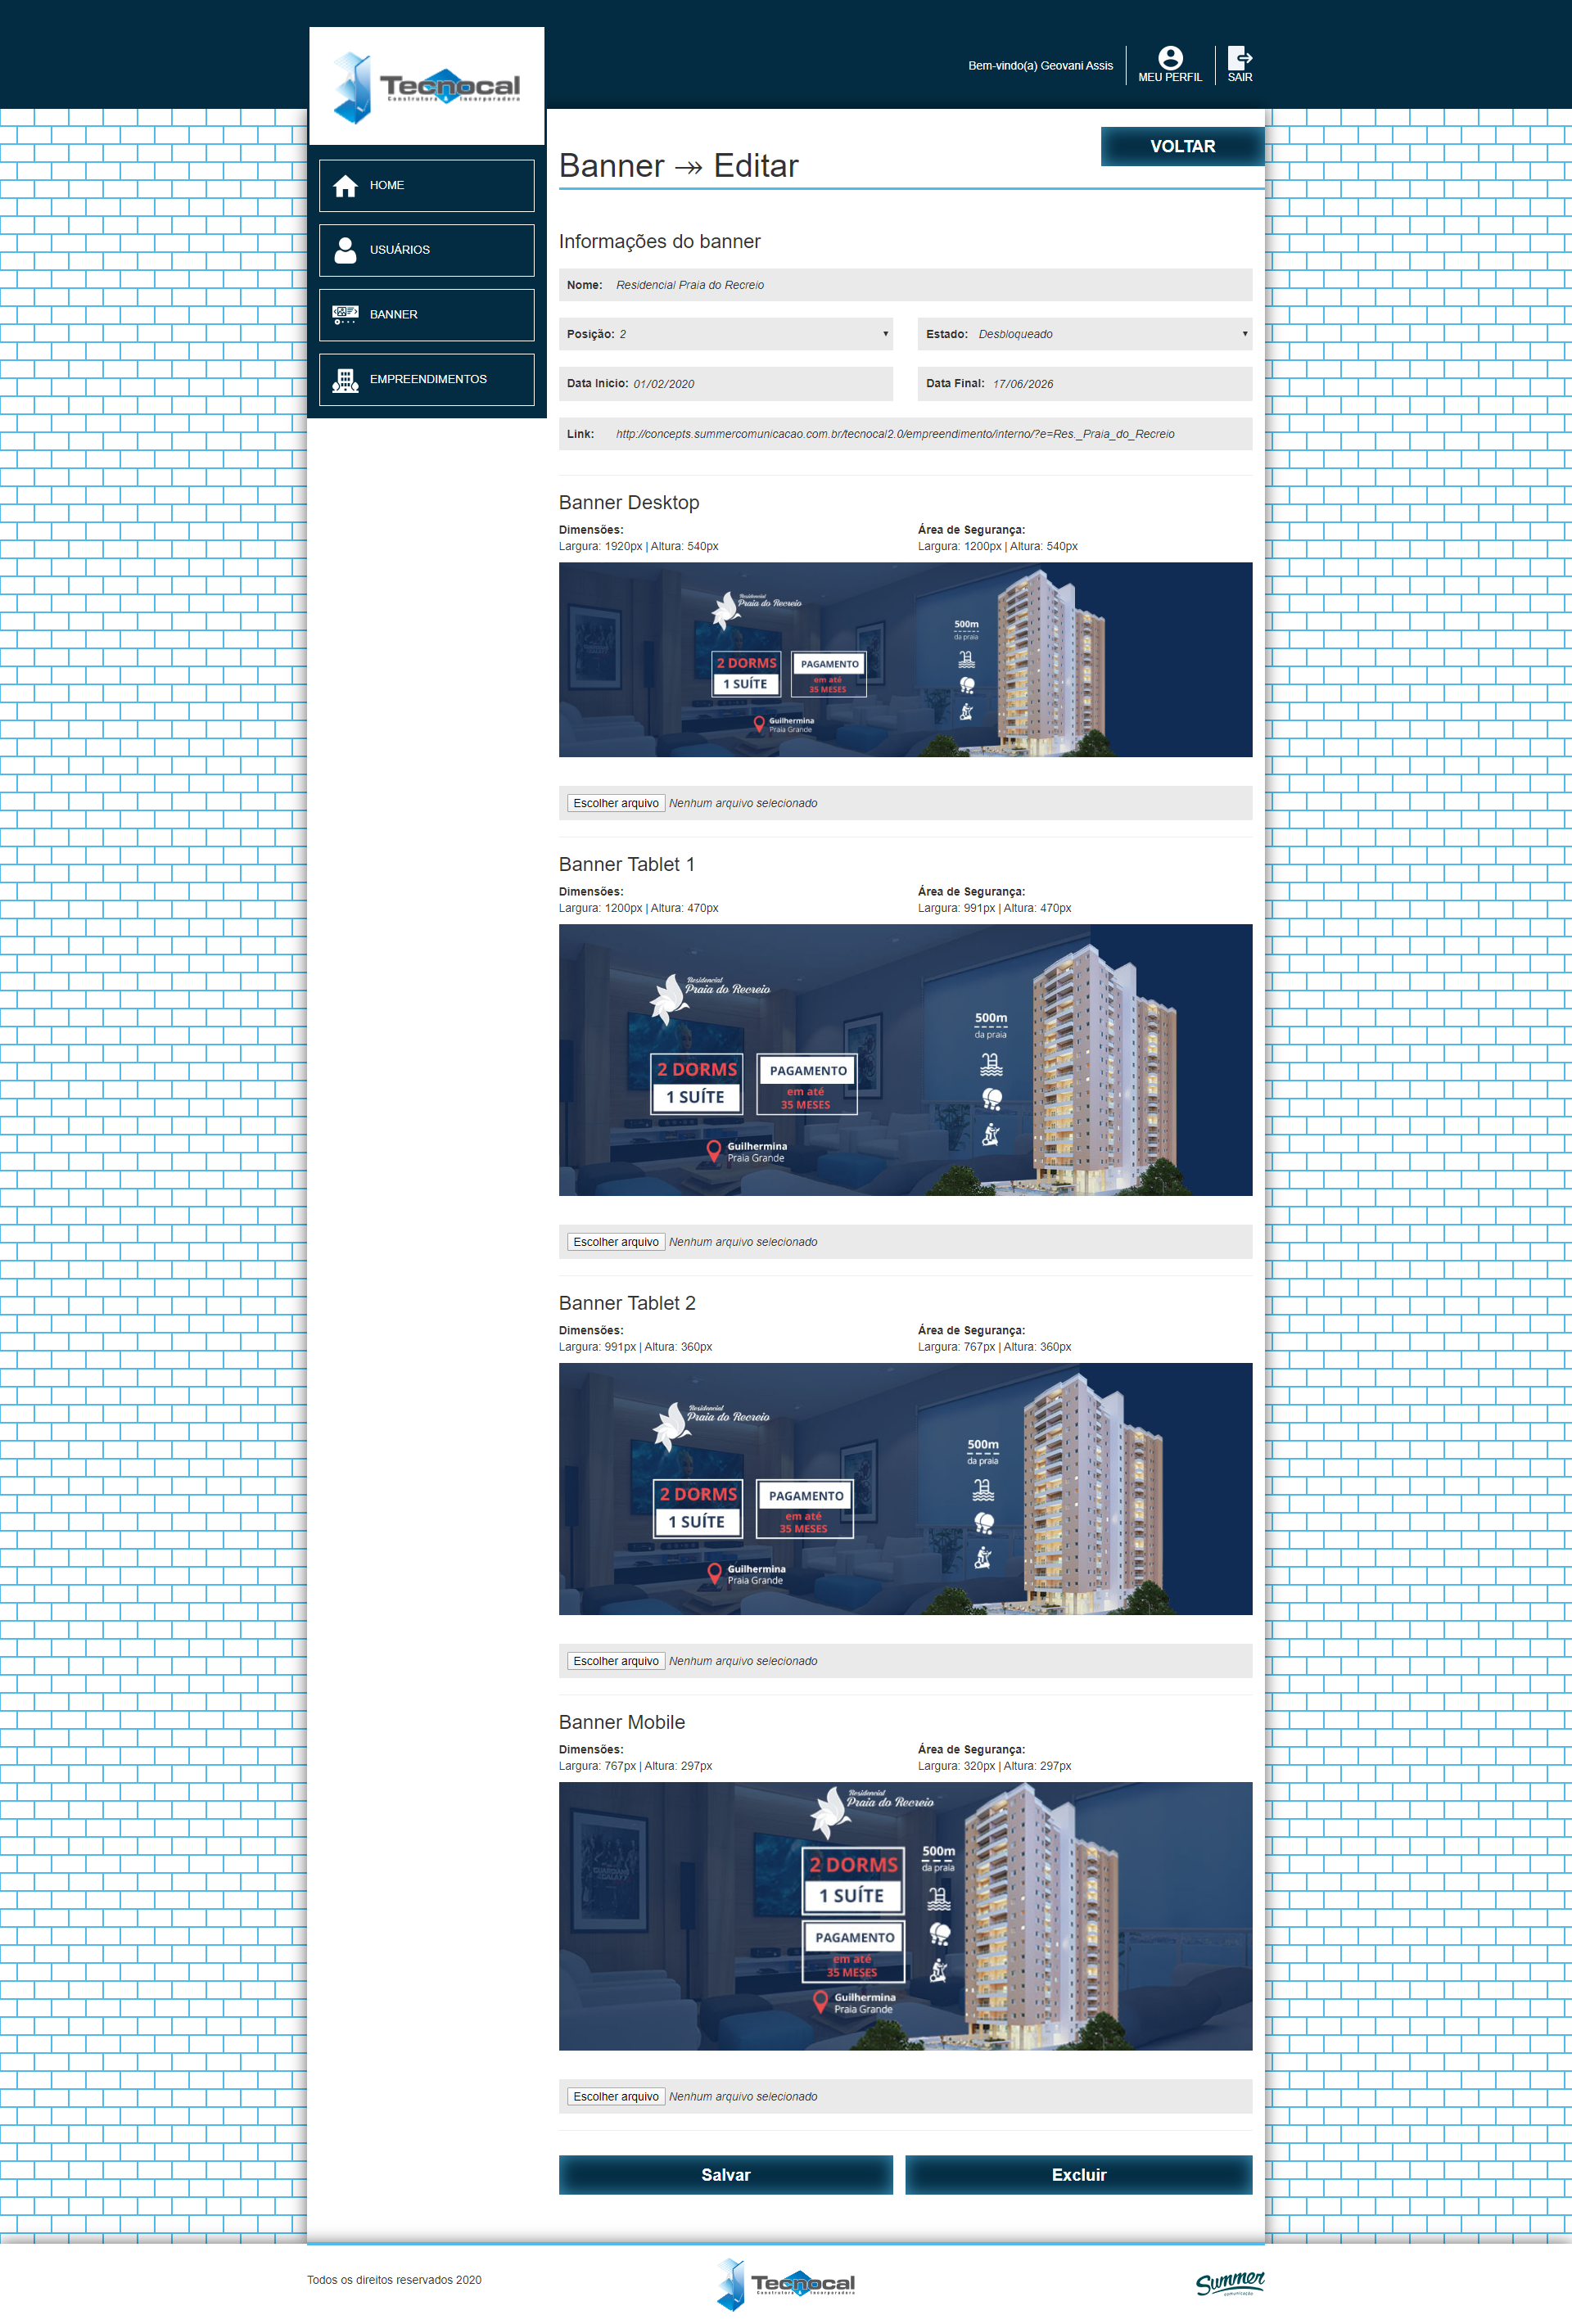 Tecnocal
Construtora & Incorporadora
Bem-vindo(a) Geovani Assis
MEU PERFIL
SAIR
HOME
USUÁRIOS
BANNER
EMPREENDIMENTOS
VOLTAR
Banner ↠ Editar
Informações do banner
Nome: Residencial Praia do Recreio
Posição: 2
Estado: Desbloqueado
Data Inicio: 01/02/2020
Data Final: 17/06/2026
Link: http://concepts.summercomunicacao.com.br/tecnocal2.0/empreendimento/interno/?e=Res._Praia_do_Recreio
Banner Desktop
Dimensões:
Largura: 1920px | Altura: 540px
Área de Segurança:
Largura: 1200px | Altura: 540px
Residencial
Praia do Recreio
2 DORMS
1 SUÍTE
PAGAMENTO
em até
35 MESES
Guilhermina
Praia Grande
500m
da praia
Escolher arquivo Nenhum arquivo selecionado
Banner Tablet 1
Dimensões:
Largura: 1200px | Altura: 470px
Área de Segurança:
Largura: 991px | Altura: 470px
Residencial
Praia do Recreio
2 DORMS
1 SUÍTE
PAGAMENTO
em até
35 MESES
Guilhermina
Praia Grande
500m
da praia
Escolher arquivo Nenhum arquivo selecionado
Banner Tablet 2
Dimensões:
Largura: 991px | Altura: 360px
Área de Segurança:
Largura: 767px | Altura: 360px
Residencial
Praia do Recreio
2 DORMS
1 SUÍTE
PAGAMENTO
em até
35 MESES
Guilhermina
Praia Grande
500m
da praia
Escolher arquivo Nenhum arquivo selecionado
Banner Mobile
Dimensões:
Largura: 767px | Altura: 297px
Área de Segurança:
Largura: 320px | Altura: 297px
Residencial
Praia do Recreio
2 DORMS
1 SUÍTE
PAGAMENTO
em até
35 MESES
Guilhermina
Praia Grande
500m
da praia
Escolher arquivo Nenhum arquivo selecionado
Salvar
Excluir
Todos os direitos reservados 2020
Tecnocal
Construtora & Incorporadora
Summer
comunicação